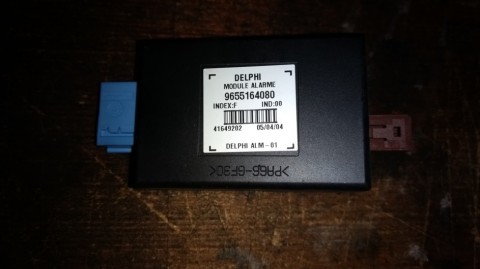 DELPHI
MODULE ALARME
9655164080
INDEX:F IND:00
41649202 05/04/04
DELPHI ALM-01
>PA66-GF30<